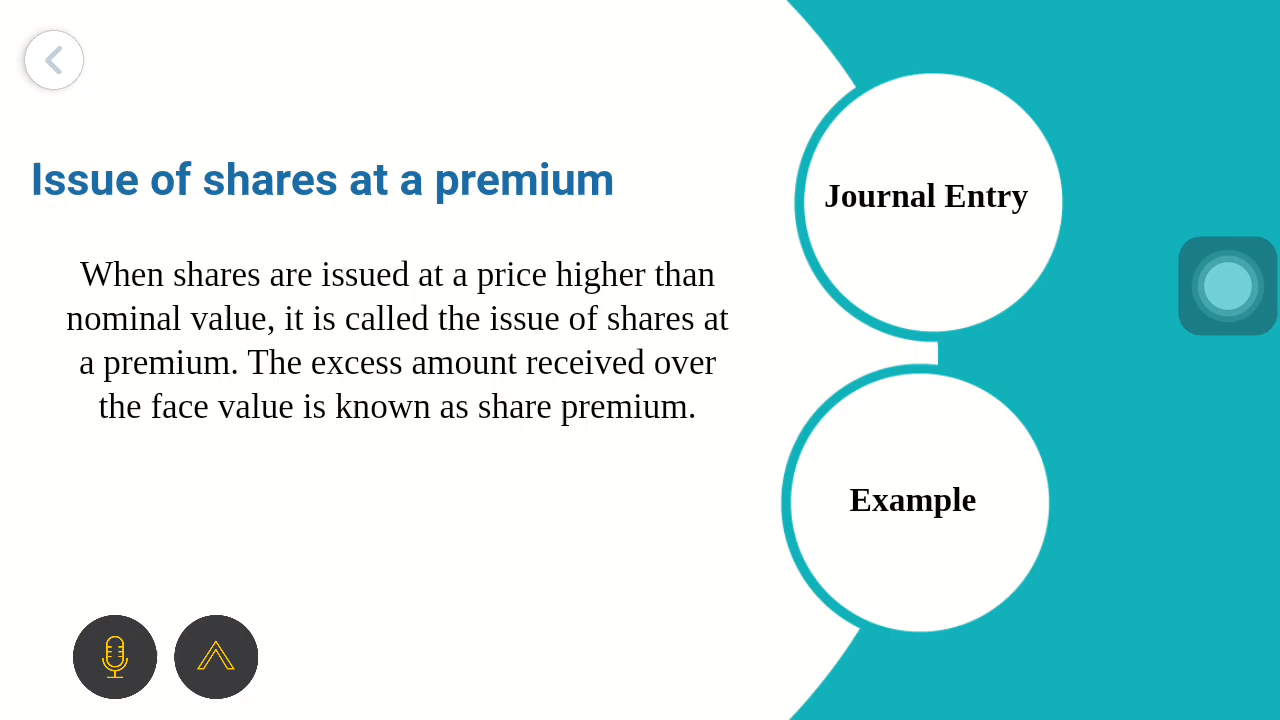 Issue of shares at a premium
When shares are issued at a price higher than
nominal value, it is called the issue of shares at
a premium. The excess amount received over
the face value is known as share premium.
Journal Entry
Example